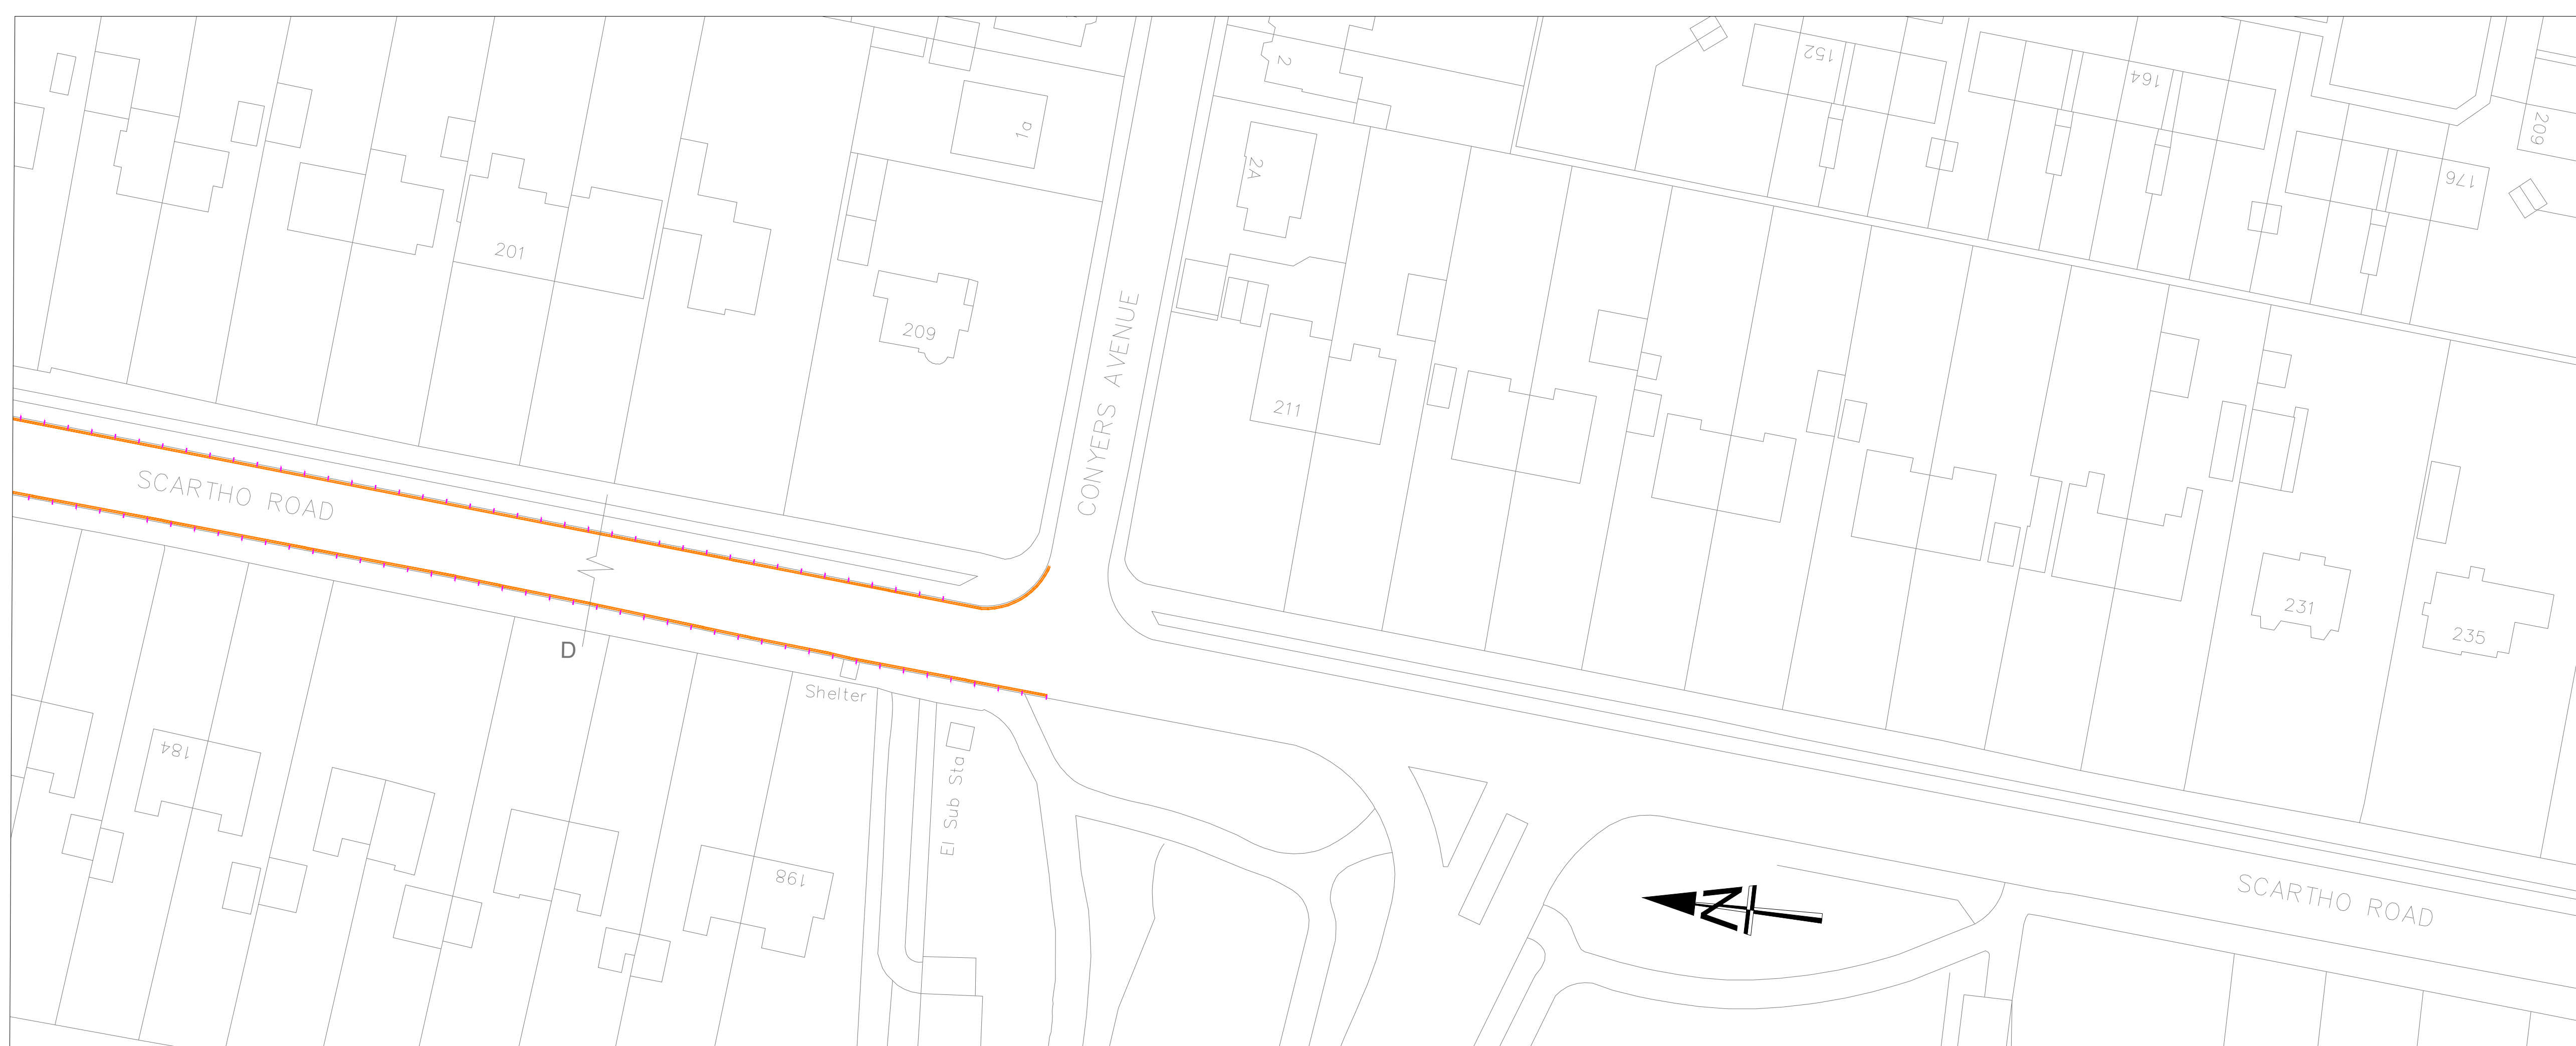 2
152
164
209
1a
2A
176
201
209
CONYERS AVENUE
211
SCARTHO ROAD
231
235
D
Shelter
184
El Sub Sta
198
N
SCARTHO ROAD